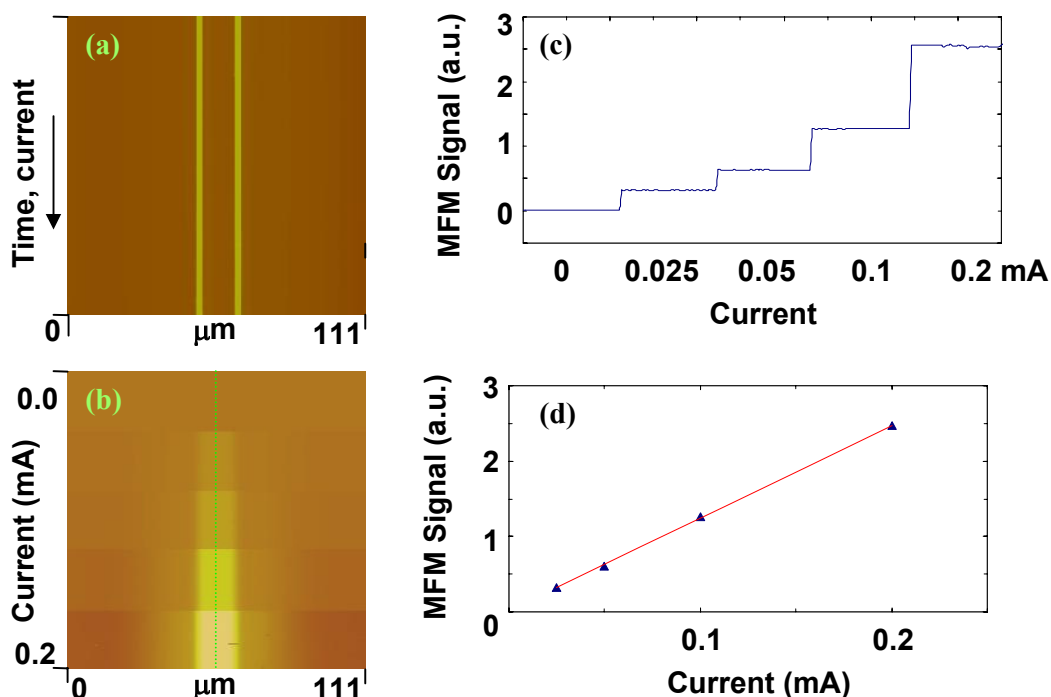 (a)
Time, current
0 μm 111
(b)
0.0
Current (mA)
0.2
0 μm 111
(c)
MFM Signal (a.u.)
3
2
1
0
0 0.025 0.05 0.1 0.2 mA
Current
(d)
MFM Signal (a.u.)
3
2
1
0
0.1 0.2
Current (mA)